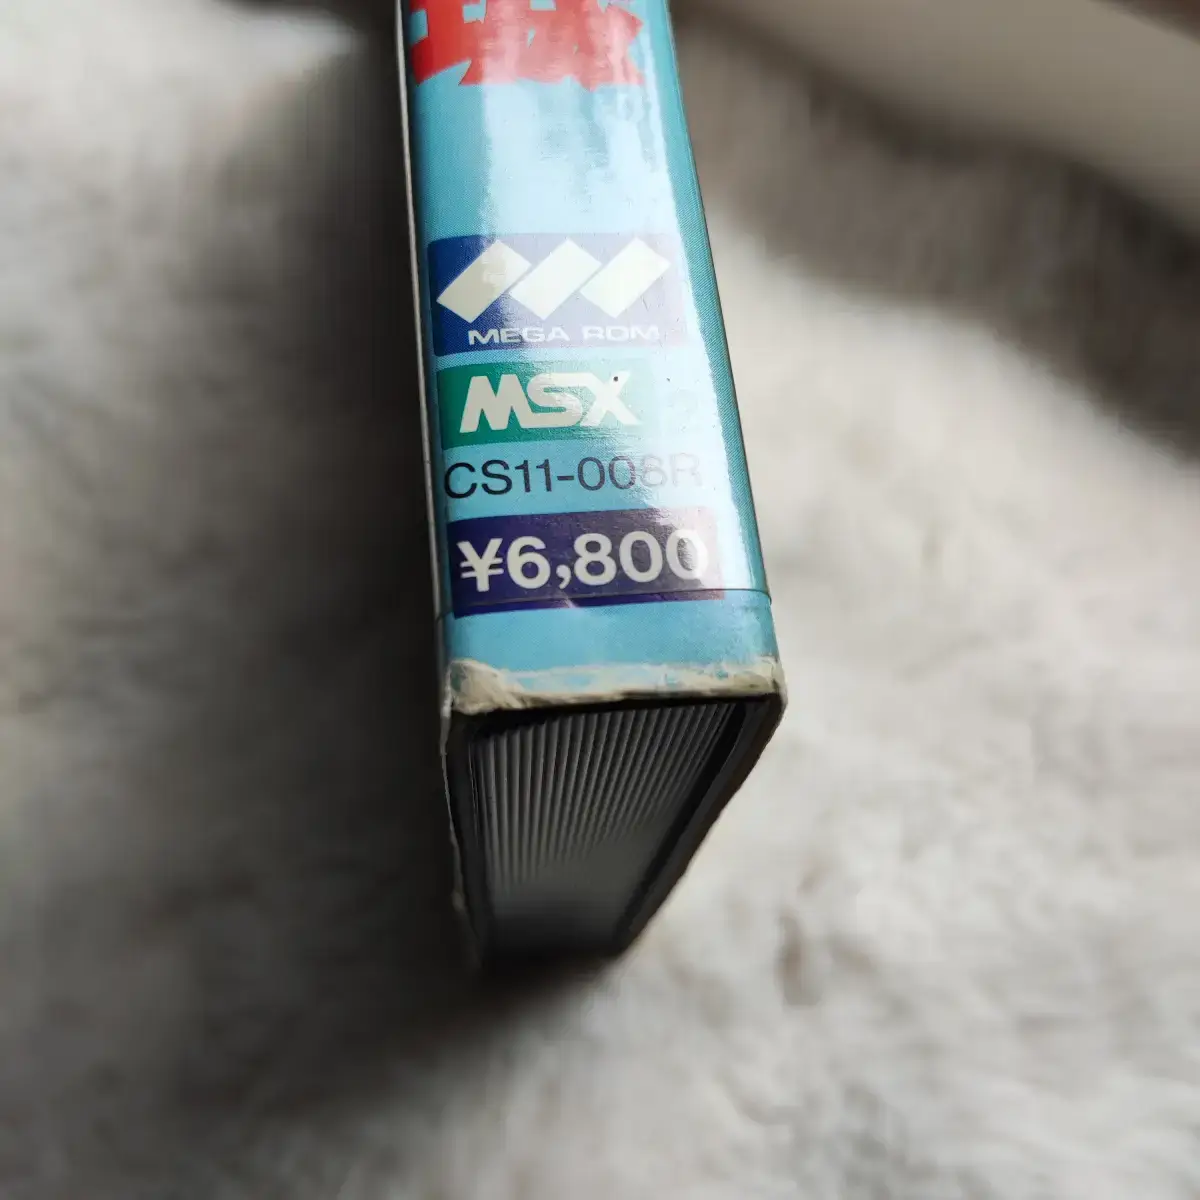 MEGA ROM
MSX
CS11-008R
¥6,800